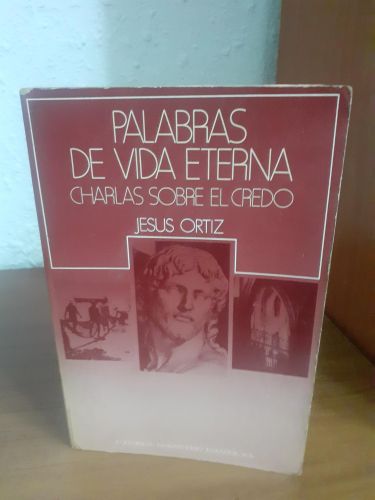 PALABRAS
DE VIDA ETERNA
CHARLAS SOBRE EL CREDO
JESUS ORTIZ